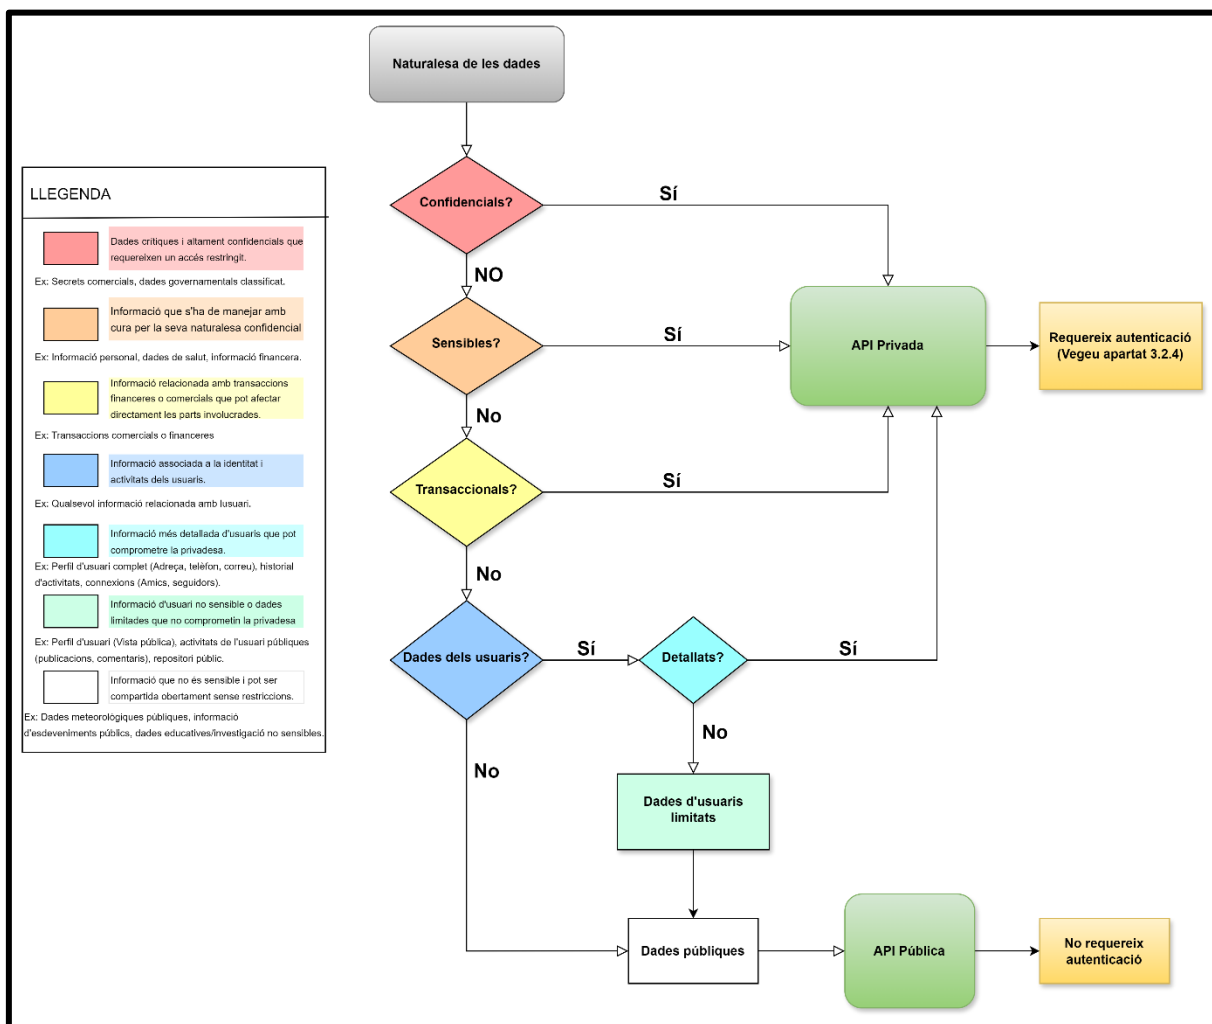 Naturalesa de les dades
Confidencials?
Sí
NO
Sensibles?
Sí
No
Transaccionals?
Sí
No
Dades dels usuaris?
Sí
Detallats?
Sí
No
No
Dades d'usuaris
limitats
Dades públiques
API Privada
Requereix autenticació
(Vegeu apartat 3.2.4)
API Pública
No requereix
autenticació
LLEGENDA
Dades crítiques i altament confidencials que
requereixen un accés restringit.
Ex: Secrets comercials, dades governamentals classificat.
Informació que s'ha de manejar amb
cura per la seva naturalesa confidencial
Ex: Informació personal, dades de salut, informació financera.
Informació relacionada amb transaccions
financeres o comercials que pot afectar
directament les parts involucrades.
Ex: Transaccions comercials o financeres
Informació associada a la identitat i
activitats dels usuaris.
Ex: Qualsevol informació relacionada amb lusuari.
Informació més detallada d'usuaris que pot
comprometre la privadesa.
Ex: Perfil d'usuari complet (Adreça, telèfon, correu), historial
d'activitats, connexions (Amics, seguidors).
Informació d'usuari no sensible o dades
limitades que no comprometin la privadesa
Ex: Perfil d'usuari (Vista pública), activitats de l'usuari públiques
(publicacions, comentaris), repositori públic.
Informació que no és sensible i pot ser
compartida obertament sense restriccions.
Ex: Dades meteorològiques públiques, informació
d'esdeveniments públics, dades educatives/investigació no sensibles.